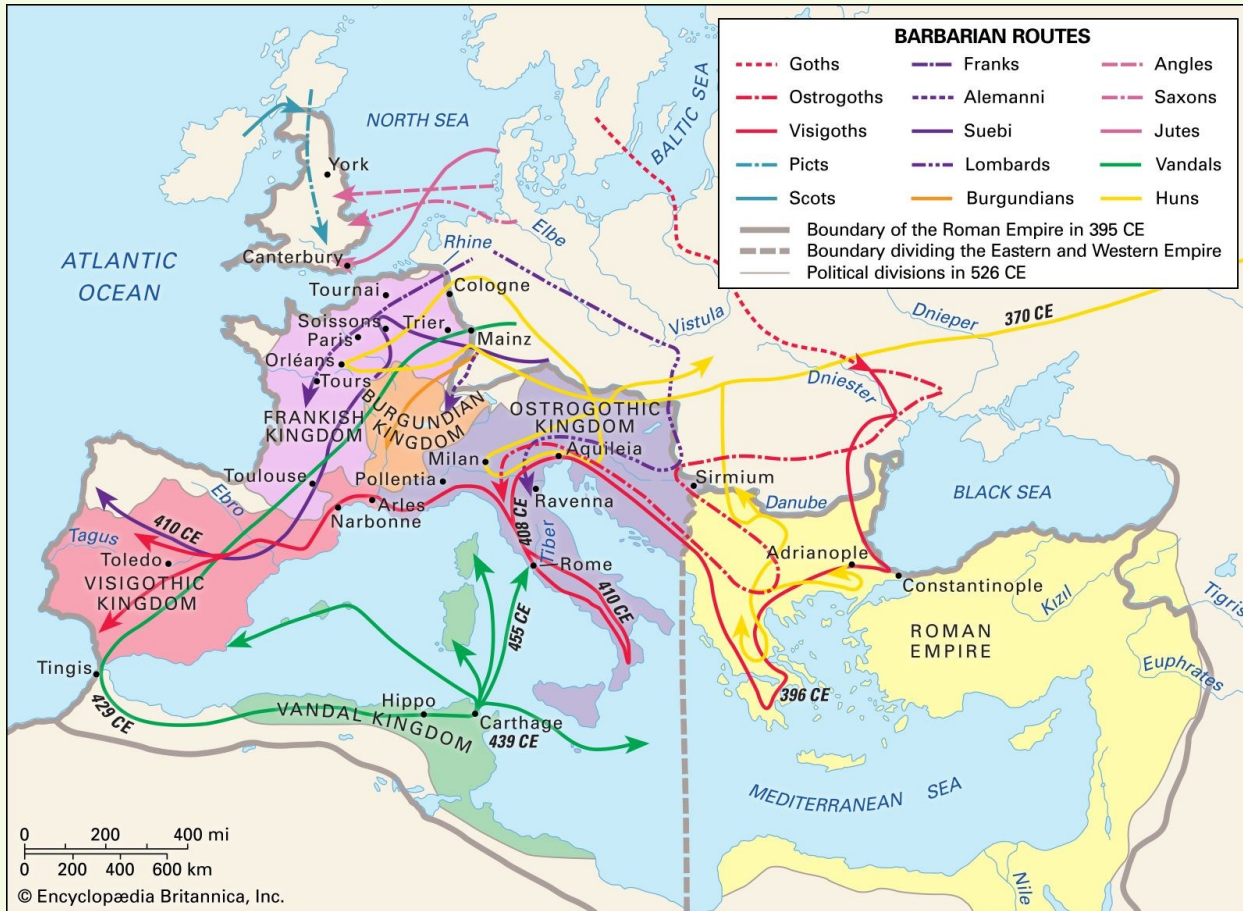 BARBARIAN ROUTES
Goths
Franks
Angles
Ostrogoths
Alemanni
Saxons
Visigoths
Suebi
Jutes
Picts
Lombards
Vandals
Scots
Burgundians
Huns
Boundary of the Roman Empire in 395 CE
Boundary dividing the Eastern and Western Empire
Political divisions in 526 CE
NORTH SEA
BALTIC SEA
York
ATLANTIC
OCEAN
Canterbury
Rhine
Elbe
Tournai
Cologne
Vistula
Dnieper
370 CE
Soissons
Trier
Paris
Mainz
Orléans
Tours
Dniester
FRANKISH
KINGDOM
BURGUNDIAN
KINGDOM
OSTROGOTHIC
KINGDOM
Milan
Aquileia
Toulouse
Pollentia
Sirmium
BLACK SEA
Ebro
Arles
Ravenna
Danube
Narbonne
410 CE
408 CE
Tiber
Tagus
Toledo
Rome
Adrianople
Constantinople
VISIGOTHIC
KINGDOM
410 CE
Kızıl
Tigris
455 CE
ROMAN
EMPIRE
Euphrates
Tingis
396 CE
429 CE
Hippo
VANDAL KINGDOM
Carthage
439 CE
MEDITERRANEAN SEA
0 200 400 mi
0 200 400 600 km
Nile
© Encyclopædia Britannica, Inc.